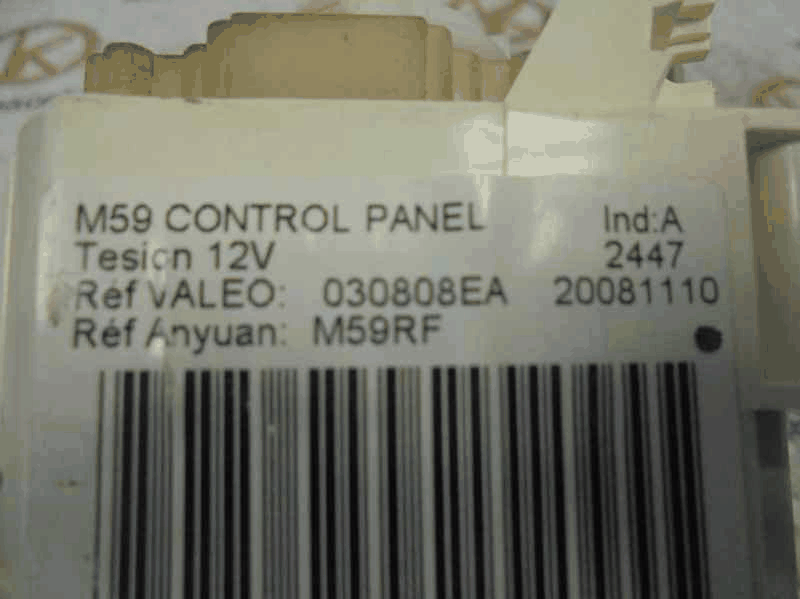 M59 CONTROL PANEL Ind:A
Tesion 12V 2447
Réf VALEO: 030808EA 20081110
Réf Anyuan: M59RF